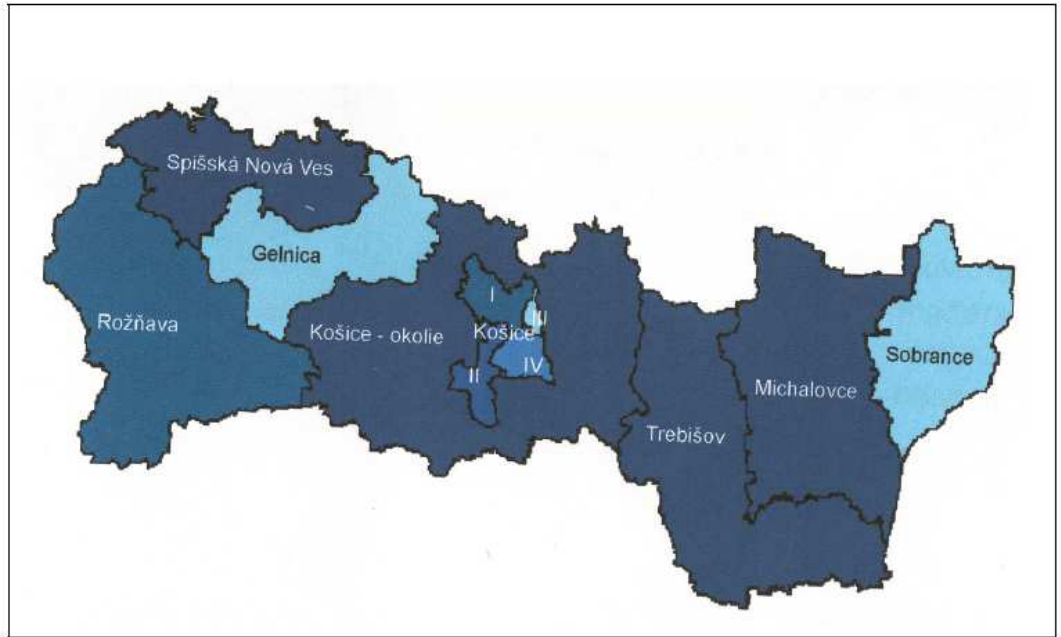 Spišská Nová Ves
Gelnica
Rožňava
Košice - okolie
I
III
Košice
II
IV
Sobrance
Michalovce
Trebišov